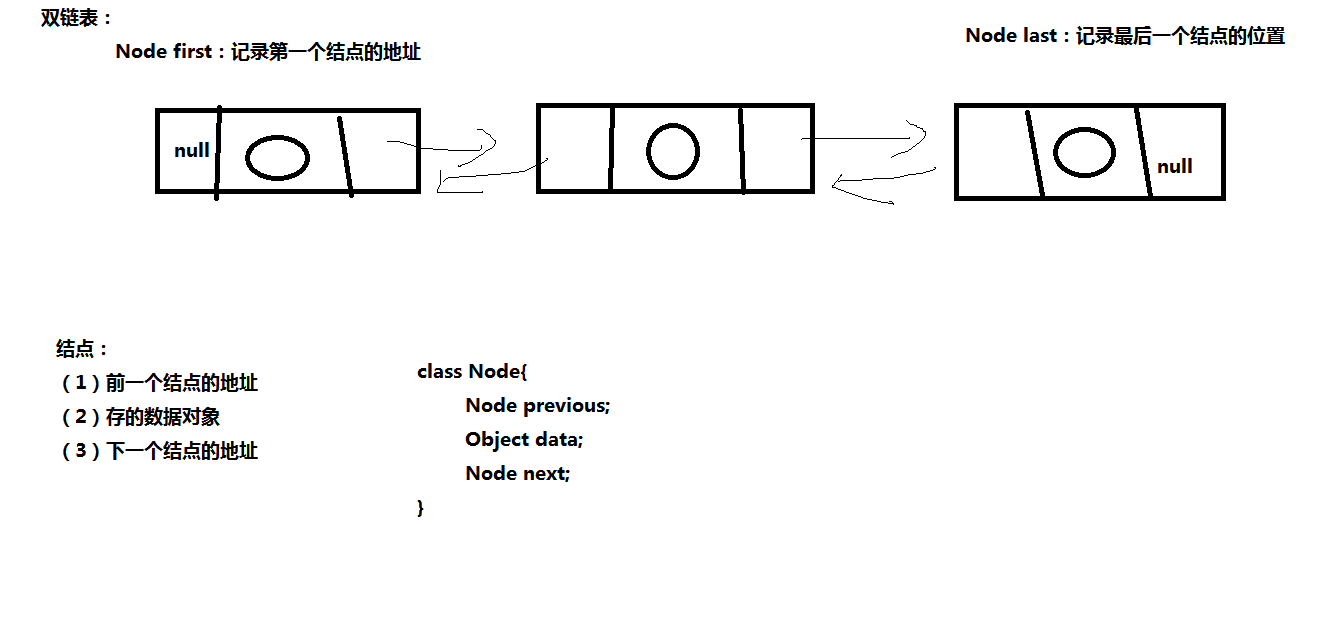 双链表：
Node first：记录第一个结点的地址
Node last：记录最后一个结点的位置
null
null
结点：
（1）前一个结点的地址
（2）存的数据对象
（3）下一个结点的地址
class Node{
Node previous;
Object data;
Node next;
}